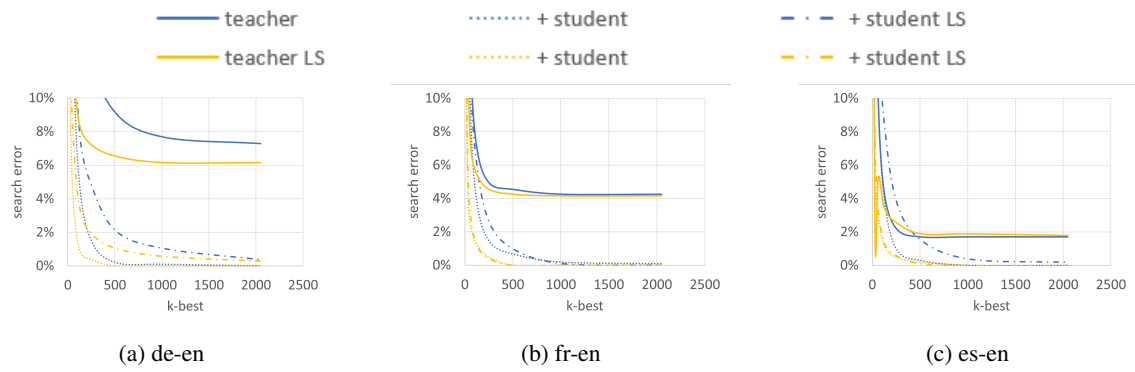 teacher + student + student LS
teacher LS + student + student LS
10% 10% 10%
8% 8% 8%
6% 6% 6%
4% 4% 4%
2% 2% 2%
0% 0% 0%
search error search error search error
0 500 1000 1500 2000 2500 0 500 1000 1500 2000 2500 0 500 1000 1500 2000 2500
k-best k-best k-best
(a) de-en (b) fr-en (c) es-en